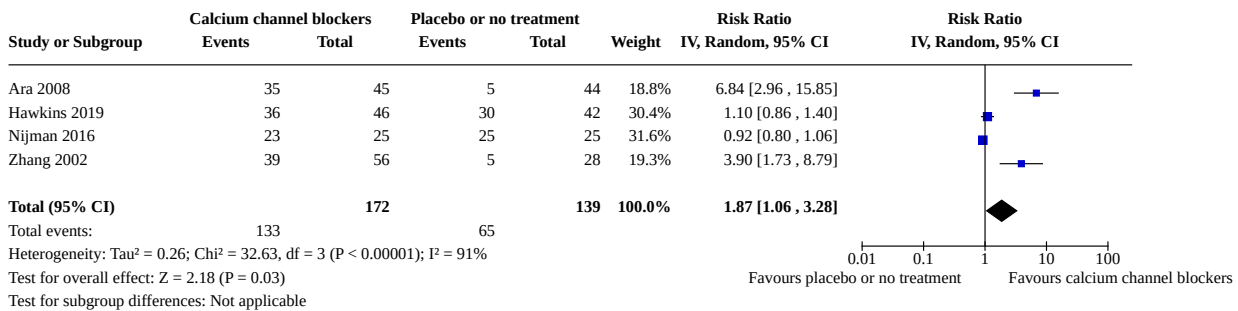 Calcium channel blockers Placebo or no treatment Risk Ratio Risk Ratio
Study or Subgroup Events Total Events Total Weight IV, Random, 95% CI IV, Random, 95% CI
Ara 2008 35 45 5 44 18.8% 6.84 [2.96 , 15.85]
Hawkins 2019 36 46 30 42 30.4% 1.10 [0.86 , 1.40]
Nijman 2016 23 25 25 25 31.6% 0.92 [0.80 , 1.06]
Zhang 2002 39 56 5 28 19.3% 3.90 [1.73 , 8.79]
Total (95% CI) 172 139 100.0% 1.87 [1.06 , 3.28]
Total events: 133 65
Heterogeneity: Tau² = 0.26; Chi² = 32.63, df = 3 (P < 0.00001); I² = 91%
0.01 0.1 1 10 100
Test for overall effect: Z = 2.18 (P = 0.03) Favours placebo or no treatment Favours calcium channel blockers
Test for subgroup differences: Not applicable